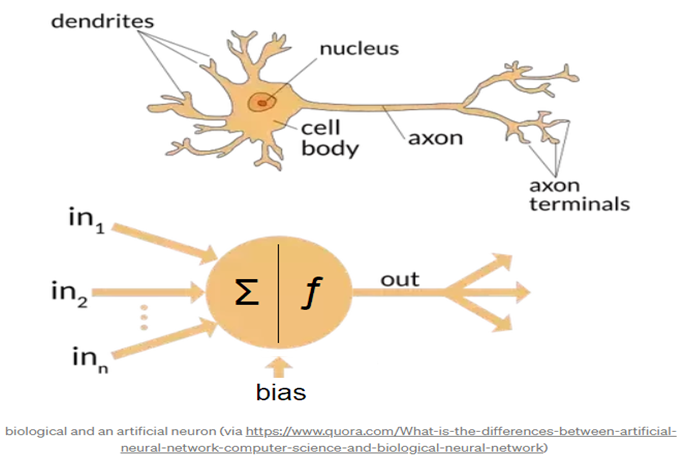 dendrites
nucleus
cell
body
axon
axon
terminals
in1
in2
inn
Σ
f
out
bias
biological and an artificial neuron (via https://www.quora.com/What-is-the-differences-between-artificial-
neural-network-computer-science-and-biological-neural-network)